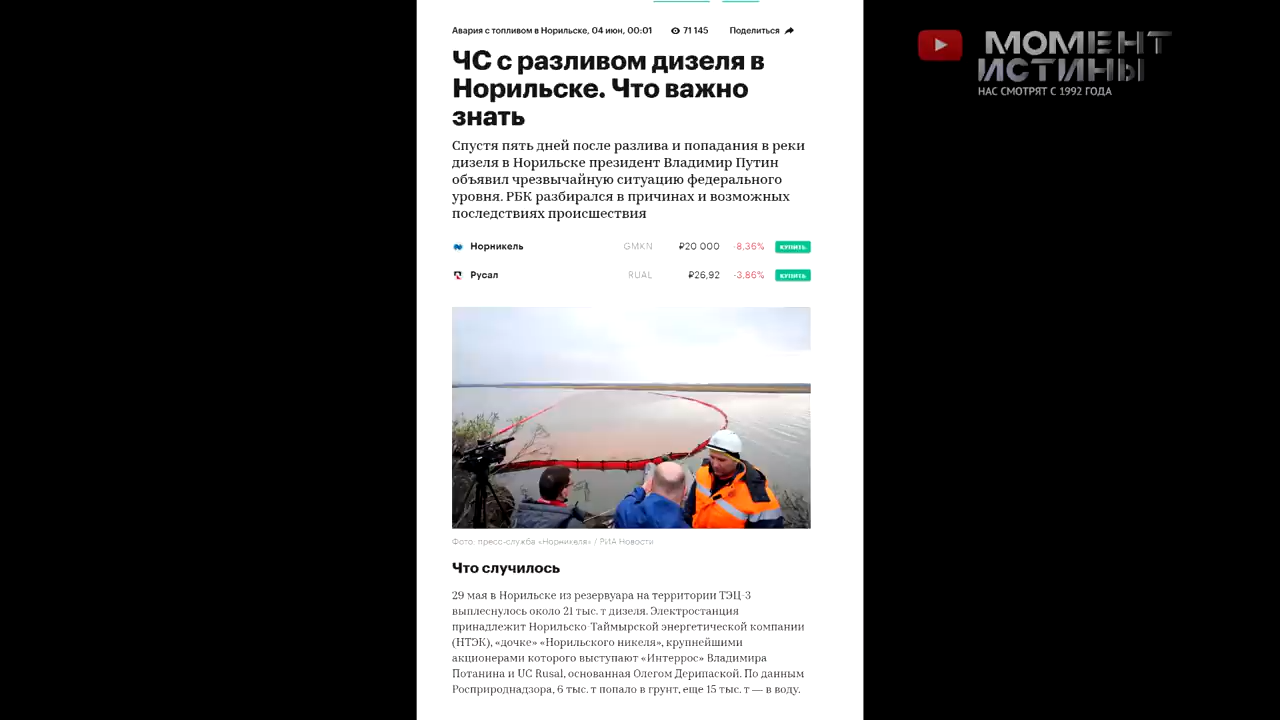 Авария с топливом в Норильске, 04 июн, 00:01 71 145 Поделиться
МОМЕНТ
ИСТИНЫ
НАС СМОТРЯТ С 1992 ГОДА
ЧС с разливом дизеля в
Норильске. Что важно
знать
Спустя пять дней после разлива и попадания в реки
дизеля в Норильске президент Владимир Путин
объявил чрезвычайную ситуацию федерального
уровня. РБК разбирался в причинах и возможных
последствиях происшествия
Норникель GMKN ₽20 000 -8,36% КУПИТЬ
Русал RUAL ₽26,92 -3,86% КУПИТЬ
Фото: пресс-служба «Норникеля» / РИА Новости
Что случилось
29 мая в Норильске из резервуара на территории ТЭЦ-3
выплеснулось около 21 тыс. т дизеля. Электростанция
принадлежит Норильско-Таймырской энергетической компании
(НТЭК), «дочке» «Норильского никеля», крупнейшими
акционерами которого выступают «Интеррос» Владимира
Потанина и UC Rusal, основанная Олегом Дерипаской. По данным
Росприроднадзора, 6 тыс. т попало в грунт, еще 15 тыс. т — в воду.